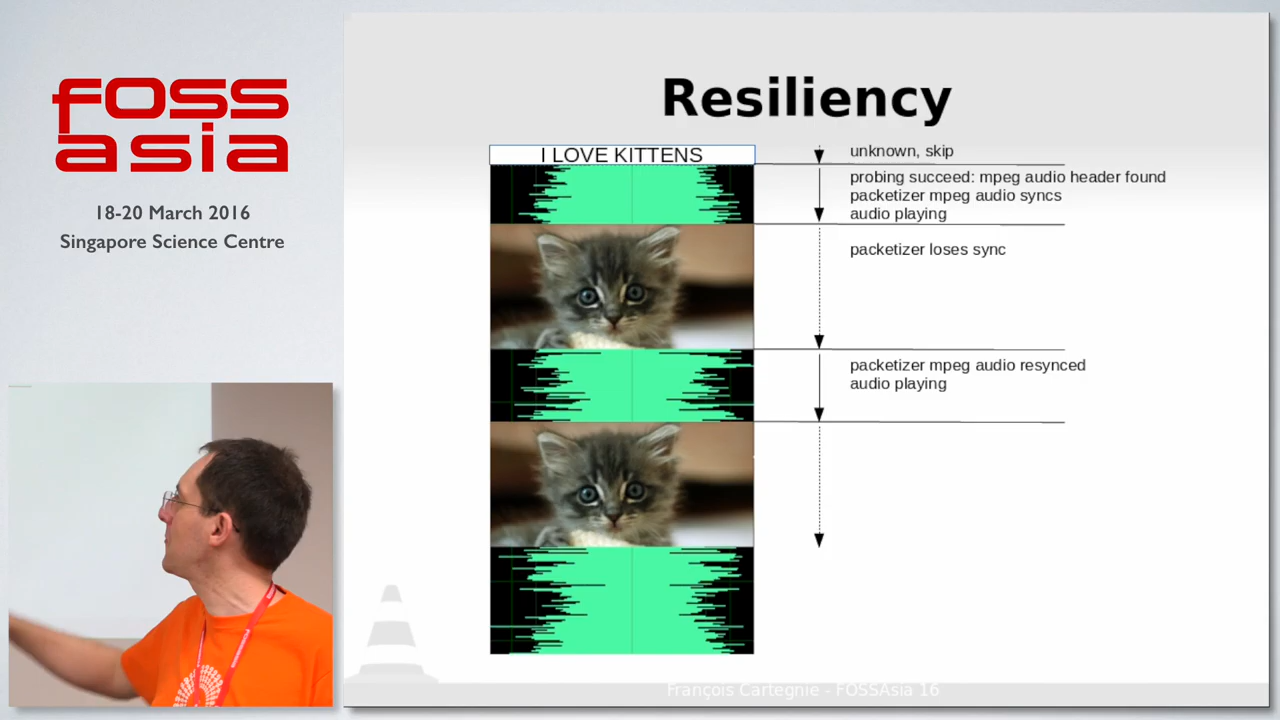 foss
asia
18-20 March 2016
Singapore Science Centre
Resiliency
I LOVE KITTENS
unknown, skip
probing succeed: mpeg audio header found
packetizer mpeg audio syncs
audio playing
packetizer loses sync
packetizer mpeg audio resynced
audio playing
François Cartegnie - FOSSAsia 16